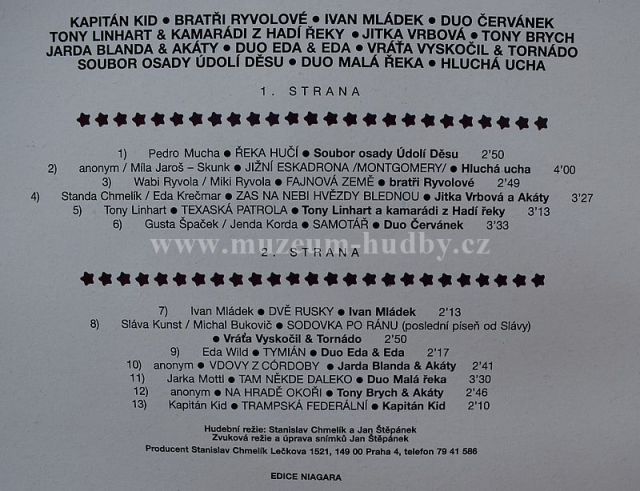 KAPITÁN KID ● BRATŘI RYVOLOVÉ ● IVAN MLÁDEK ● DUO ČERVÁNEK
TONY LINHART & KAMARÁDI Z HADÍ ŘEKY ● JITKA VRBOVÁ ● TONY BRYCH
JARDA BLANDA & AKÁTY ● DUO EDA & EDA ● VRÁŤA VYSKOČIL & TORNÁDO
SOUBOR OSADY ÚDOLÍ DĚSU ● DUO MALÁ ŘEKA ● HLUCHÁ UCHA
1. STRANA
1) Pedro Mucha ● ŘEKA HUČÍ ● Soubor osady Údolí Děsu 2'50
2) anonym / Míla Jaroš – Skunk ● JIŽNÍ ESKADRONA /MONTGOMERY/ ● Hluchá ucha 4'00
3) Wabi Ryvola / Miki Ryvola ● FAJNOVÁ ZEMĚ ● bratři Ryvolové 2'49
4) Standa Chmelík / Eda Krečmar ● ZAS NA NEBI HVĚZDY BLEDNOU ● Jitka Vrbová a Akáty 3'27
5) Tony Linhart ● TEXASKÁ PATROLA ● Tony Linhart a kamarádi z Hadí řeky 3'13
6) Gusta Špaček / Jenda Korda ● SAMOTÁŘ ● Duo Červánek 3'33
www.muzeum-hudby.cz
2. STRANA
7) Ivan Mládek ● DVĚ RUSKY ● Ivan Mládek 2'13
8) Sláva Kunst / Michal Bukovič ● SODOVKA PO RÁNU (poslední píseň od Slávy)
● Vráťa Vyskočil & Tornádo 2'50
9) Eda Wild ● TYMIÁN ● Duo Eda & Eda 2'17
10) anonym ● VDOVY Z CÓRDOBY ● Jarda Blanda & Akáty 2'41
11) Jarka Mottl ● TAM NĚKDE DALEKO ● Duo Malá řeka 3'30
12) anonym ● NA HRADĚ OKOŘI ● Tony Brych & Akáty 2'46
13) Kapitán Kid ● TRAMPSKÁ FEDERÁLNÍ ● Kapitán Kid 2'10
Hudební režie: Stanislav Chmelík a Jan Štěpánek
Zvuková režie a úprava snímků Jan Štěpánek
Producent Stanislav Chmelík Lečkova 1521, 149 00 Praha 4, telefon 79 41 586
EDICE NIAGARA